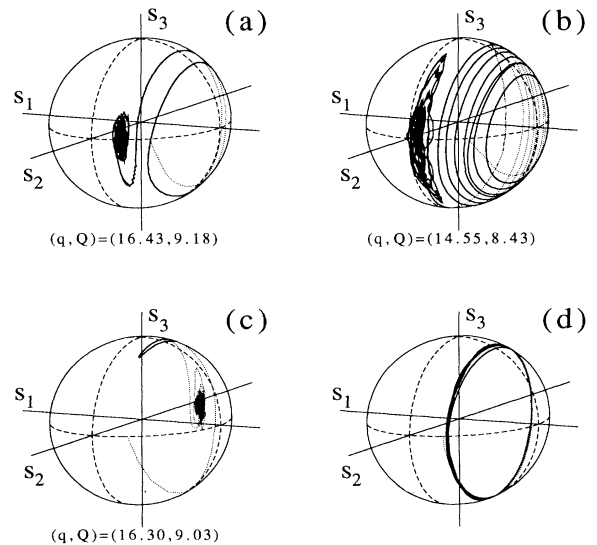 S3 (a)
S1
S2
(q,Q)=(16.43,9.18)
S3 (b)
S1
S2
(q,Q)=(14.55,8.43)
S3 (c)
S1
S2
(q,Q)=(16.30,9.03)
S3 (d)
S1
S2